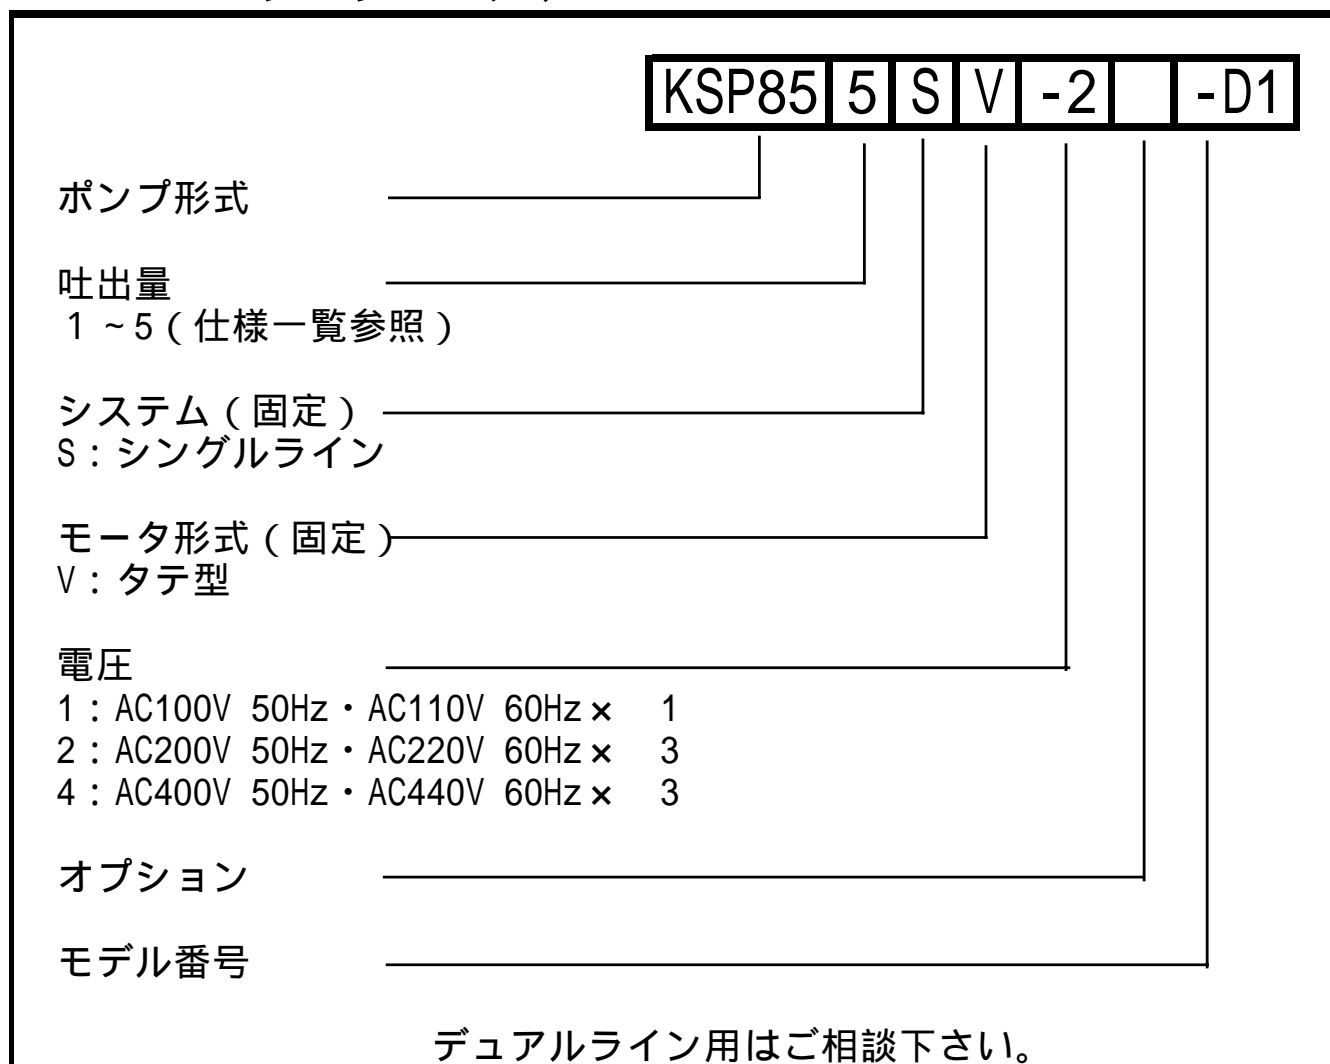 KSP85 5 S V -2 -D1
ポンプ形式
吐出量
1~5(仕様一覧参照)
システム(固定)
S:シングルライン
モータ形式(固定)
V:タテ型
電圧
1:AC100V 50Hz・AC110V 60Hz× 1
2:AC200V 50Hz・AC220V 60Hz× 3
4:AC400V 50Hz・AC440V 60Hz× 3
オプション
モデル番号
デュアルライン用はご相談下さい。